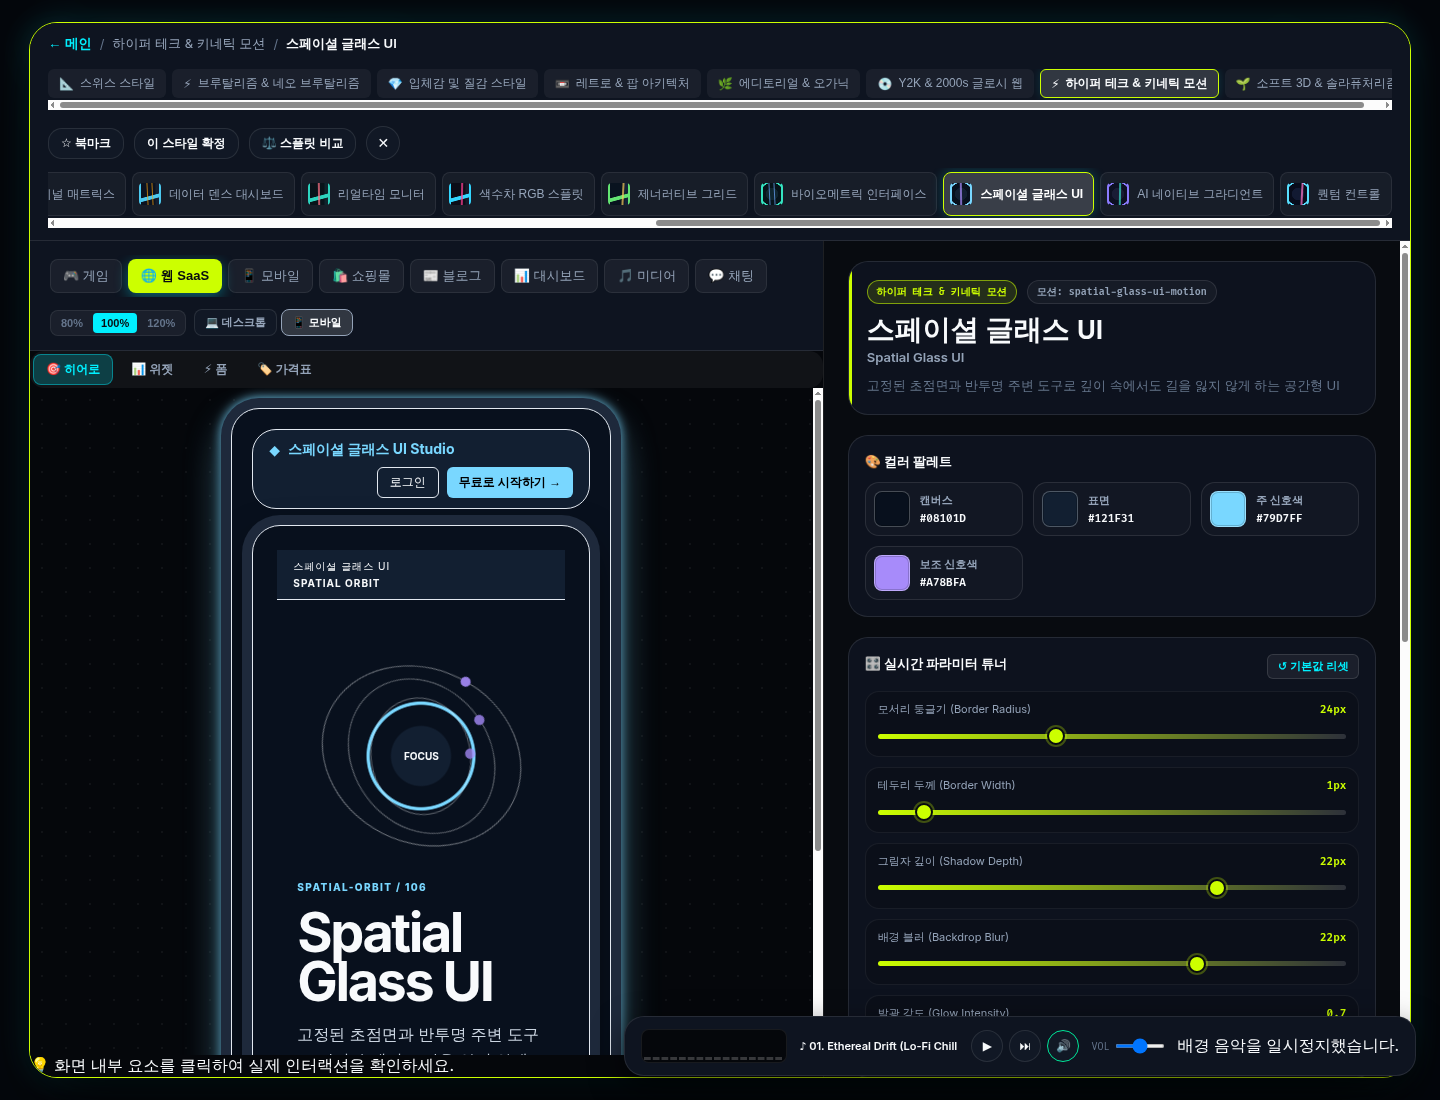 ← 메인 / 하이퍼 테크 & 키네틱 모션 / 스페이셜 글래스 UI
📐 스위스 스타일 ⚡ 브루탈리즘 & 네오 브루탈리즘 💎 입체감 및 질감 스타일 📼 레트로 & 팝 아키텍처 🌿 에디토리얼 & 오가닉 💿 Y2K & 2000s 글로시 웹 ⚡ 하이퍼 테크 & 키네틱 모션 🌱 소프트 3D & 솔라퓨처리즘
☆ 북마크 이 스타일 확정 ⚖️ 스플릿 비교 ✕
널 매트릭스 데이터 덴스 대시보드 리얼타임 모니터 색수차 RGB 스플릿 제너러티브 그리드 바이오메트릭 인터페이스 스페이셜 글래스 UI AI 네이티브 그라디언트 퀀텀 컨트롤
🎮 게임 🌐 웹 SaaS 📱 모바일 🛍️ 쇼핑몰 📰 블로그 📊 대시보드 🎵 미디어 💬 채팅
80% 100% 120% 💻 데스크톱 📱 모바일
🎯 히어로 📊 위젯 ⚡ 폼 🏷️ 가격표
◆ 스페이셜 글래스 UI Studio
로그인 무료로 시작하기 →
스페이셜 글래스 UI
SPATIAL ORBIT
FOCUS
SPATIAL-ORBIT / 106
Spatial
Glass UI
고정된 초점면과 반투명 주변 도구
💡 화면 내부 요소를 클릭하여 실제 인터랙션을 확인하세요.
하이퍼 테크 & 키네틱 모션 모션: spatial-glass-ui-motion
스페이셜 글래스 UI
Spatial Glass UI
고정된 초점면과 반투명 주변 도구로 깊이 속에서도 길을 잃지 않게 하는 공간형 UI
🎨 컬러 팔레트
캔버스
#08101D
표면
#121F31
주 신호색
#79D7FF
보조 신호색
#A78BFA
🎛️ 실시간 파라미터 튜너 ↺ 기본값 리셋
모서리 둥글기 (Border Radius) 24px
테두리 두께 (Border Width) 1px
그림자 깊이 (Shadow Depth) 22px
배경 블러 (Backdrop Blur) 22px
발광 강도 (Glow Intensity) 0.7
♪ 01. Ethereal Drift (Lo-Fi Chill ▶ ⏭ 🔊 VOL 배경 음악을 일시정지했습니다.